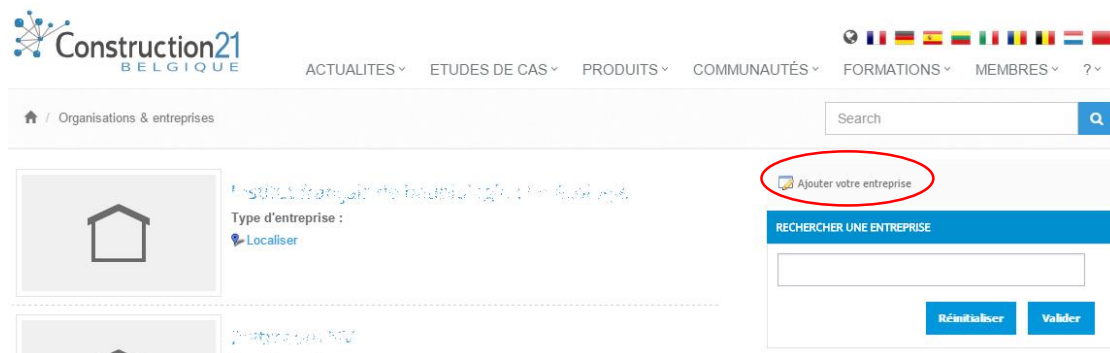 Construction21
BELGIQUE
ACTUALITES ETUDES DE CAS PRODUITS COMMUNAUTÉS FORMATIONS MEMBRES ?
/ Organisations & entreprises
Search
Ajouter votre entreprise
Type d'entreprise :
Localiser
RECHERCHER UNE ENTREPRISE
Réinitialiser Valider